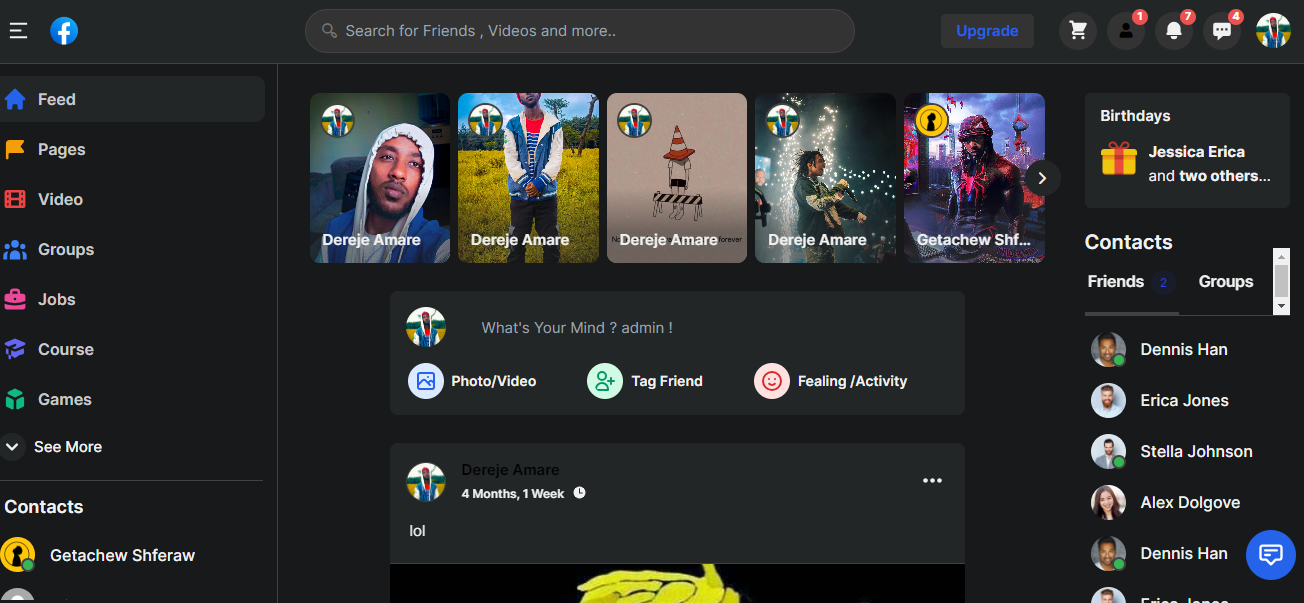 Search for Friends , Videos and more..
Upgrade
1
7
4
Feed
Pages
Video
Groups
Jobs
Course
Games
See More
Contacts
Getachew Shferaw
Dereje Amare
Dereje Amare
Dereje Amare
forever
Dereje Amare
Getachew Shf...
What's Your Mind ? admin !
Photo/Video
Tag Friend
Fealing /Activity
Dereje Amare
4 Months, 1 Week
lol
Birthdays
Jessica Erica
and two others...
Contacts
Friends 2 Groups
Dennis Han
Erica Jones
Stella Johnson
Alex Dolgove
Dennis Han
Erica Jones